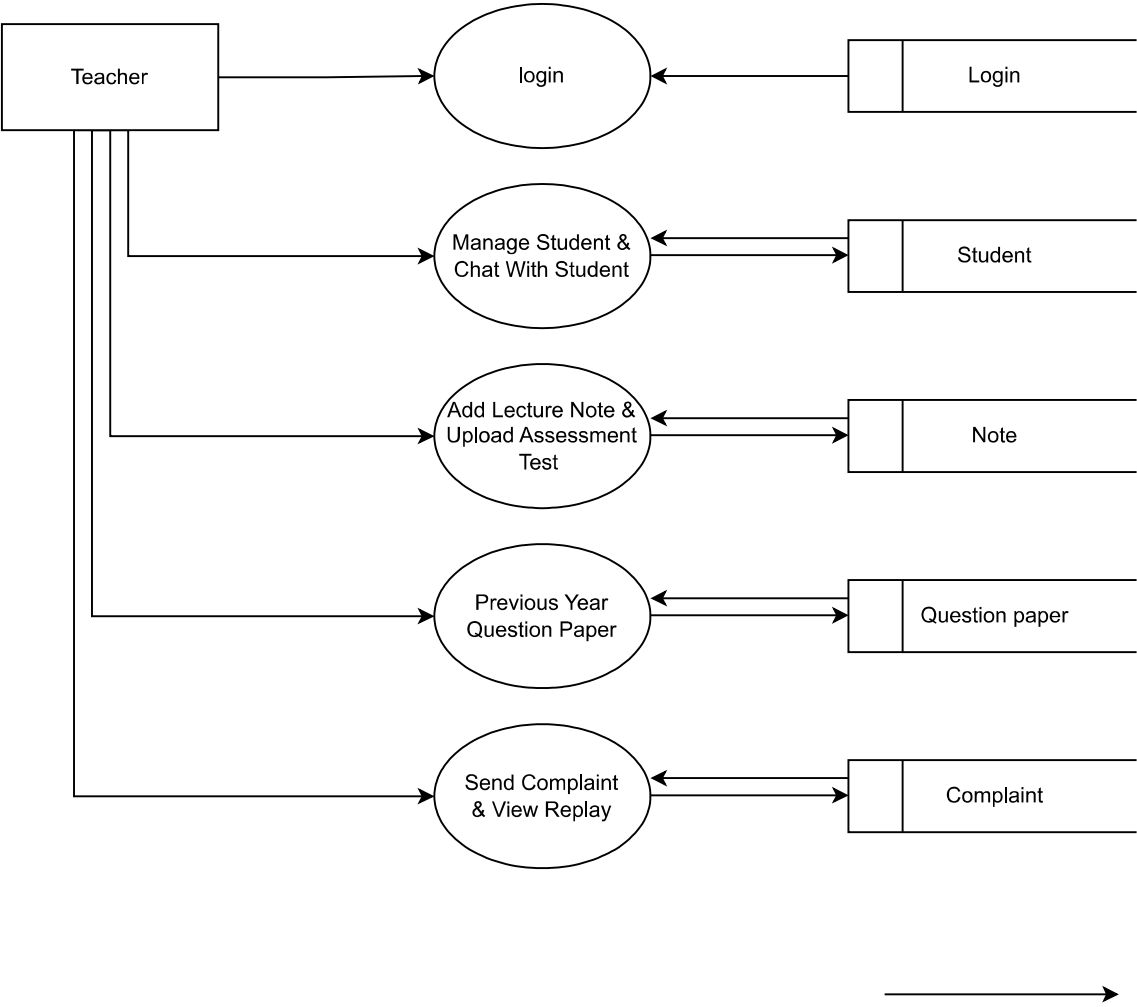 Teacher
login
Login
Manage Student &
Chat With Student
Student
Add Lecture Note &
Upload Assessment
Test
Note
Previous Year
Question Paper
Question paper
Send Complaint
& View Replay
Complaint